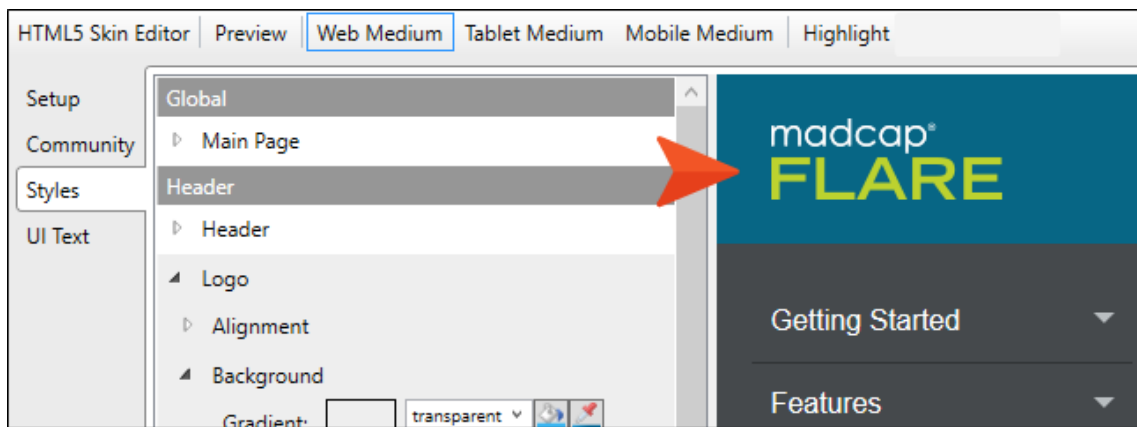 HTML5 Skin Editor Preview Web Medium Tablet Medium Mobile Medium Highlight
Setup
Community
Styles
UI Text
Global
Main Page
Header
Header
Logo
Alignment
Background
Gradient: transparent
madcap®
FLARE
Getting Started
Features